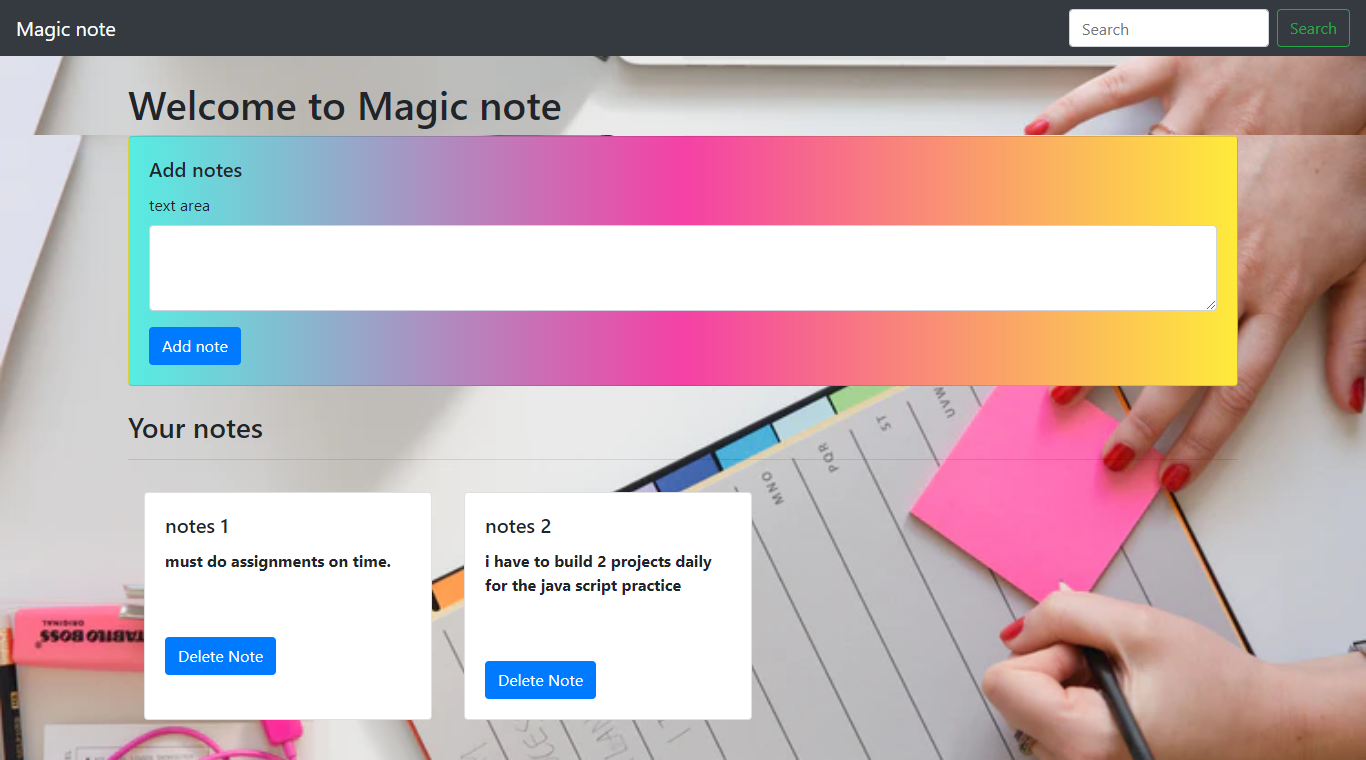 Magic note
Search
Search
Welcome to Magic note
Add notes
text area
Add note
Your notes
notes 1
must do assignments on time.
Delete Note
notes 2
i have to build 2 projects daily
for the java script practice
Delete Note
UVW
ST
PQR
MNO
ORIGINAL
BOSS